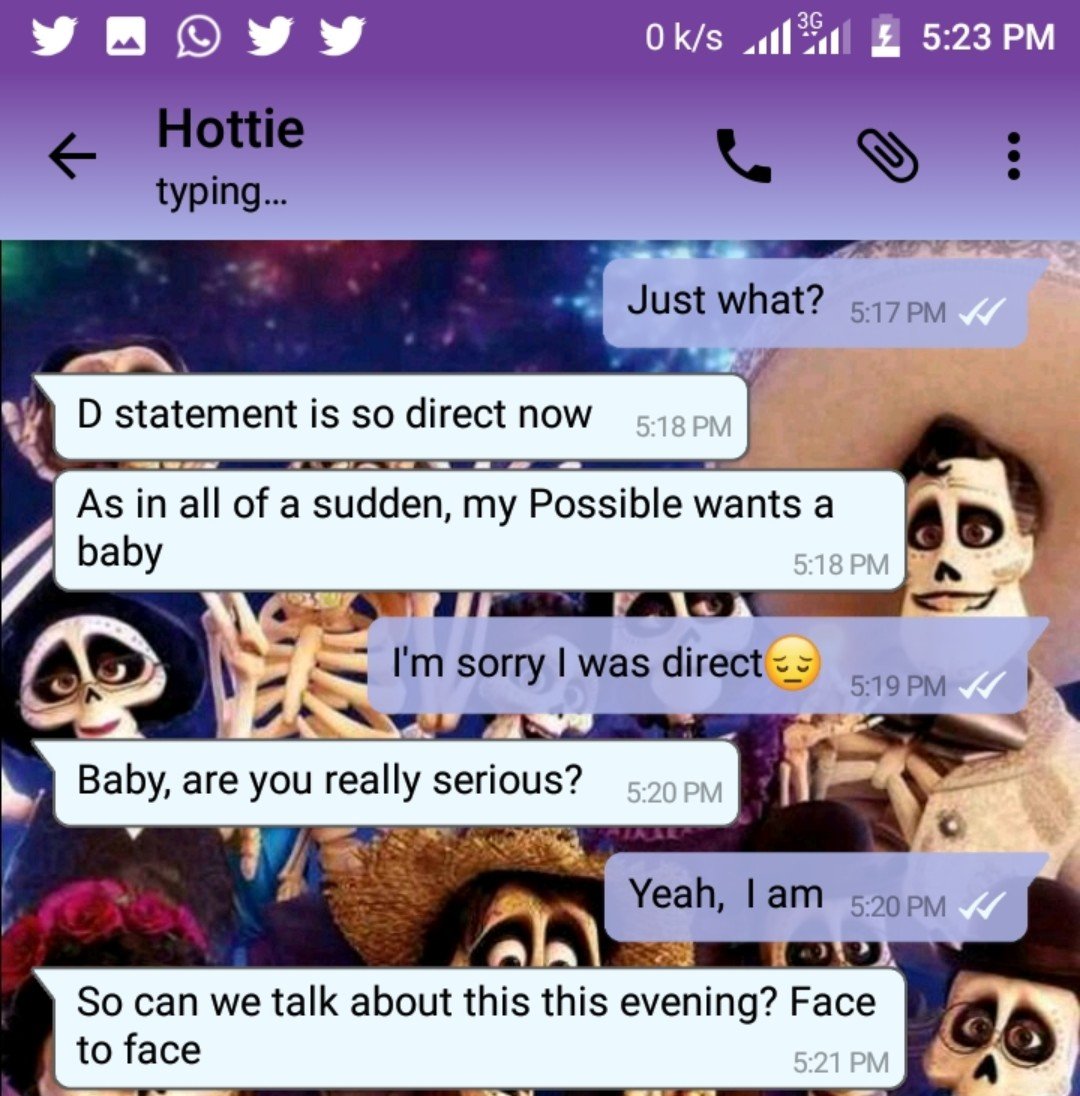 0 k/s 3G 5:23 PM
Hottie
typing...
Just what? 5:17 PM
D statement is so direct now 5:18 PM
As in all of a sudden, my Possible wants a
baby
5:18 PM
I'm sorry I was direct😔 5:19 PM
Baby, are you really serious? 5:20 PM
Yeah, I am 5:20 PM
So can we talk about this this evening? Face
to face
5:21 PM